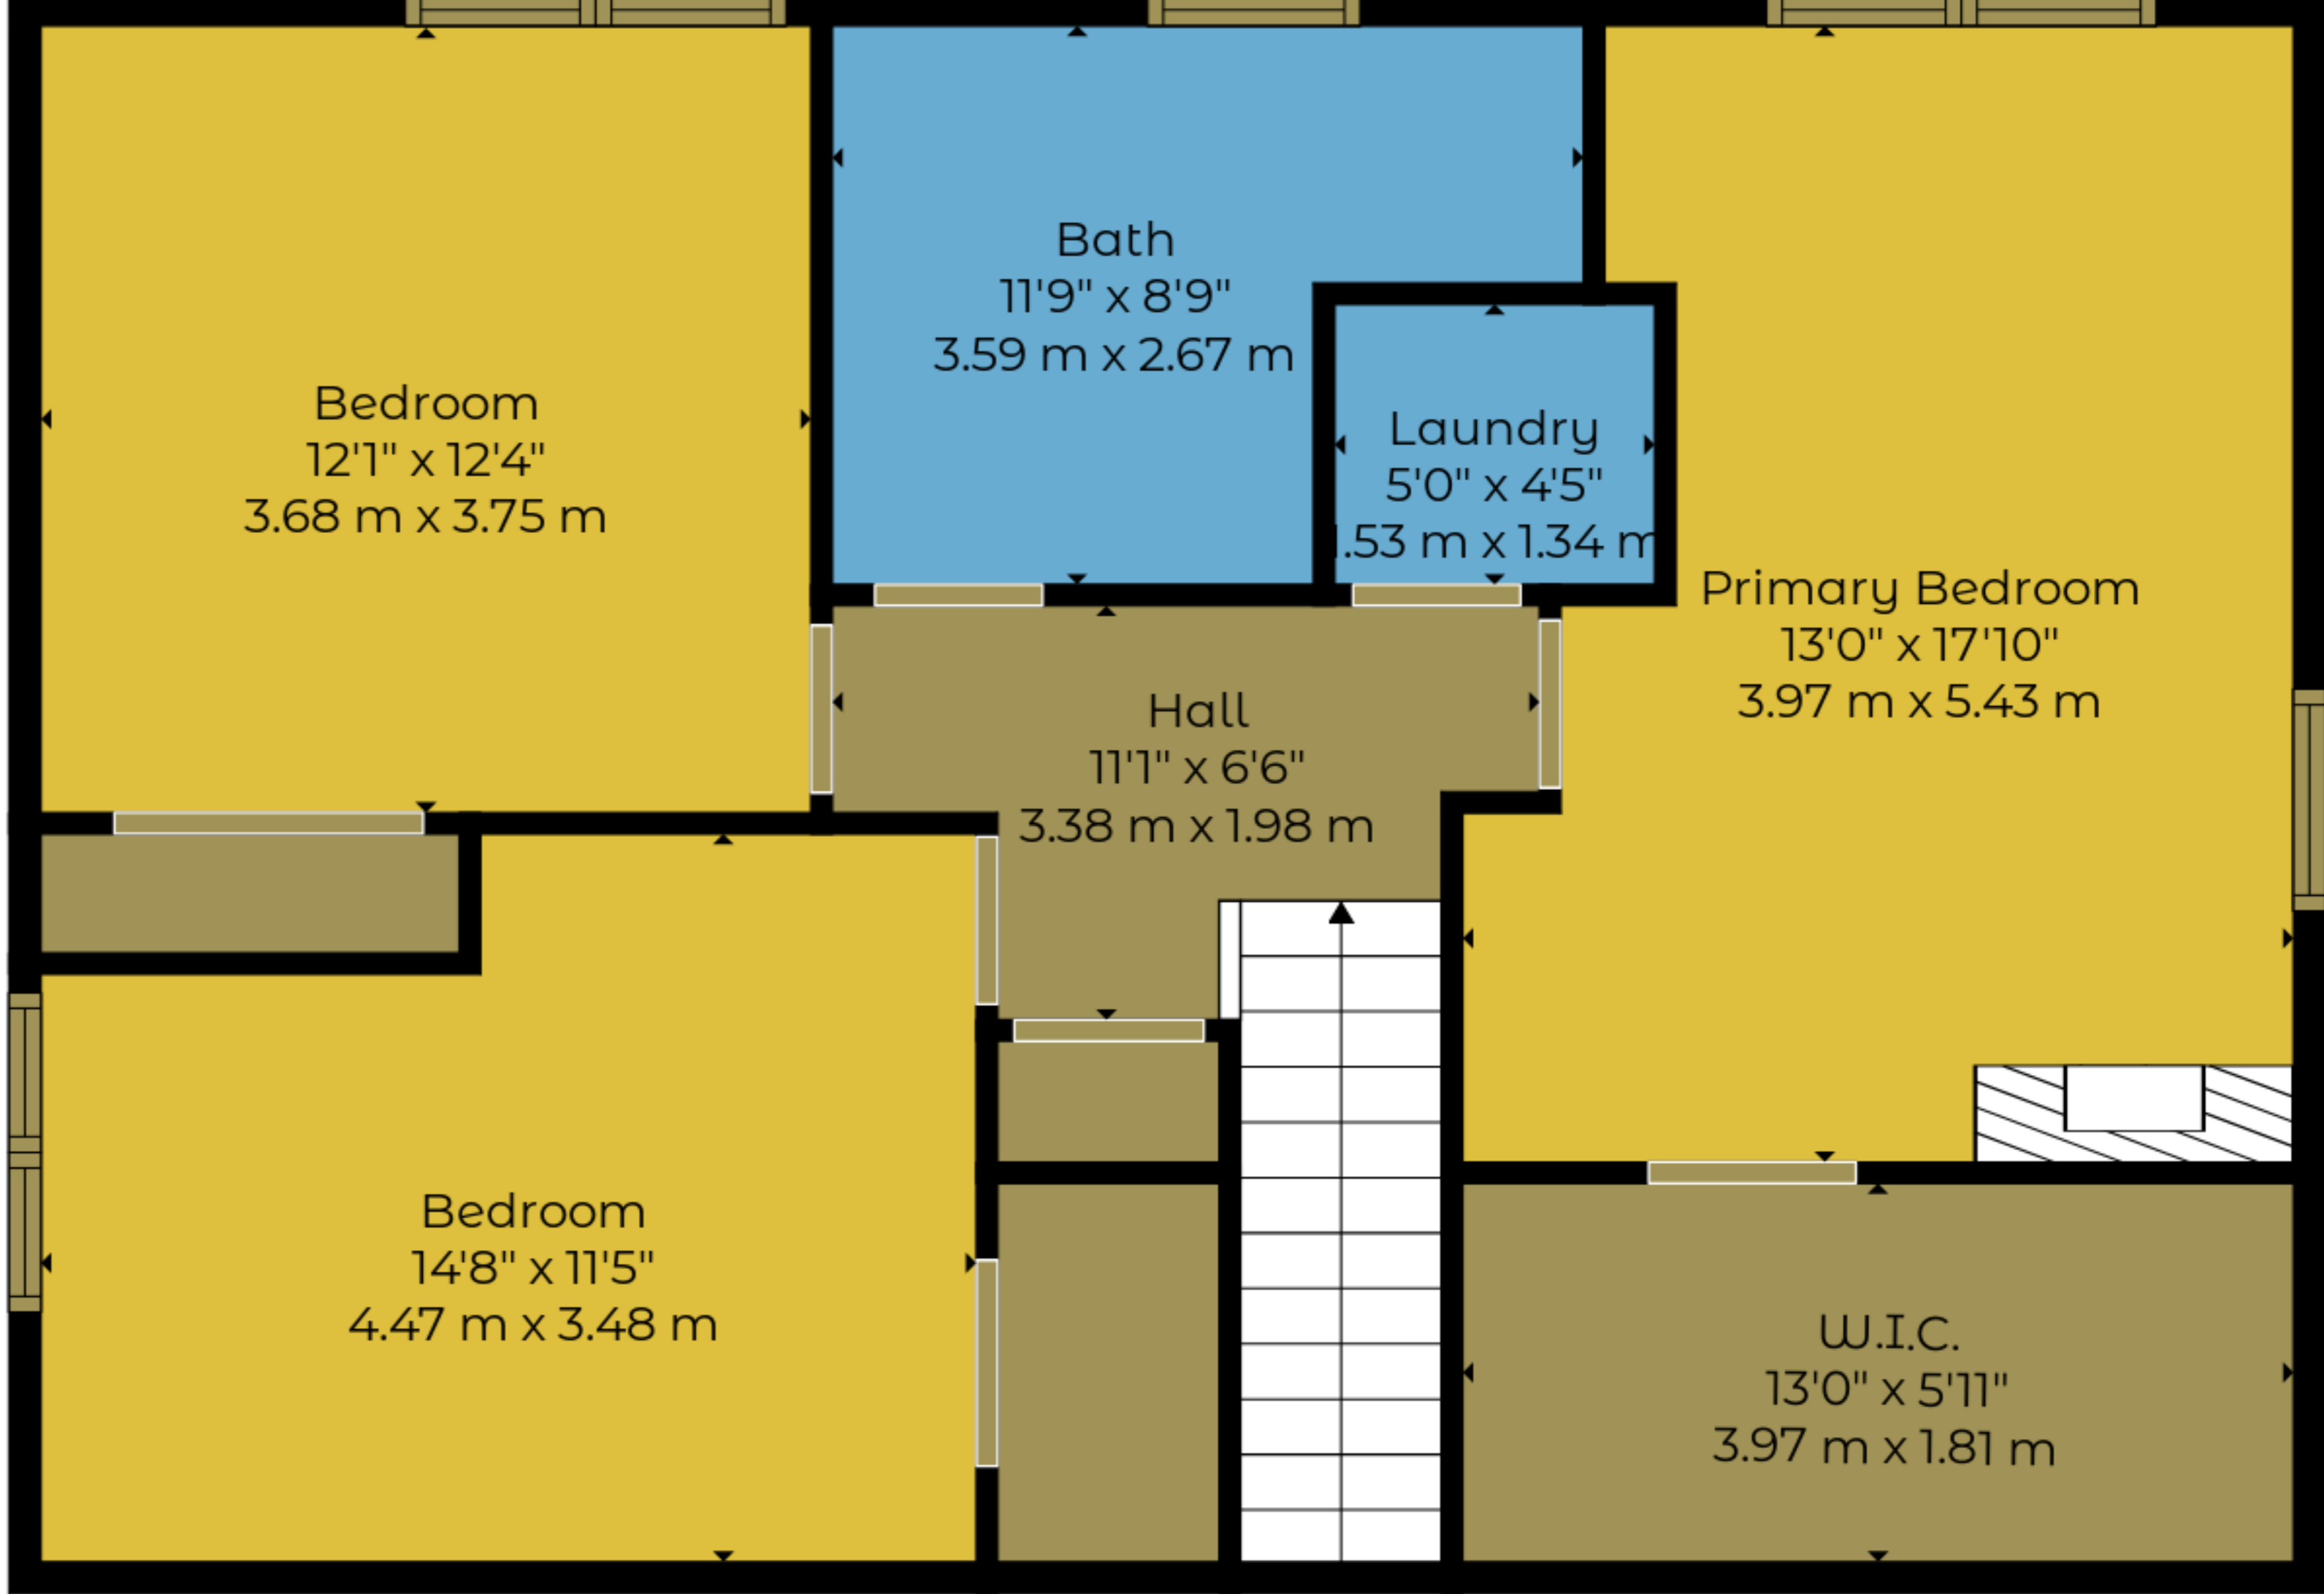 Bath
11'9" x 8'9"
3.59 m x 2.67 m
Bedroom
12'1" x 12'4"
3.68 m x 3.75 m
Laundry
5'0" x 4'5"
.53 m x 1.34 m
Primary Bedroom
13'0" x 17'10"
3.97 m x 5.43 m
Hall
11'1" x 6'6"
3.38 m x 1.98 m
Bedroom
14'8" x 11'5"
4.47 m x 3.48 m
W.I.C.
13'0" x 5'11"
3.97 m x 1.81 m